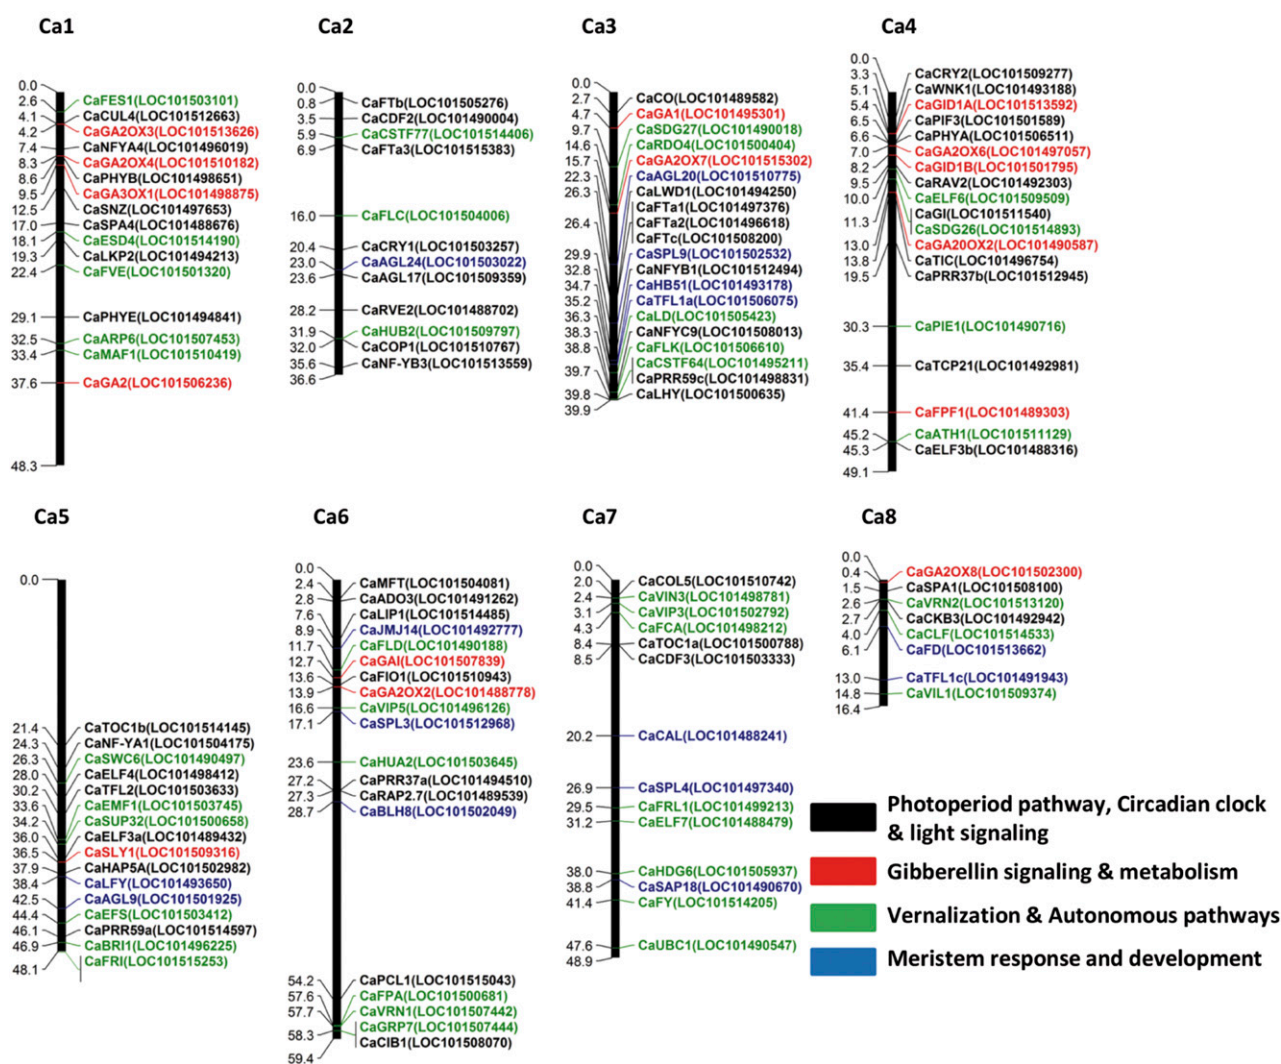 Ca1
0.0
2.6 CaFES1(LOC101503101)
4.1 CaCUL4(LOC101512663)
4.2 CaGA2OX3(LOC101513626)
7.4 CaNFYA4(LOC101496019)
8.3 CaGA2OX4(LOC101510182)
8.6 CaPHYB(LOC101498651)
9.5 CaGA3OX1(LOC101498875)
12.5 CaSNZ(LOC101497653)
17.0 CaSPA4(LOC101488676)
18.1 CaESD4(LOC101514190)
19.3 CaLKP2(LOC101494213)
22.4 CaFVE(LOC101501320)
29.1 CaPHYE(LOC101494841)
32.5 CaARP6(LOC101507453)
33.4 CaMAF1(LOC101510419)
37.6 CaGA2(LOC101506236)
48.3
Ca2
0.0
0.8 CaFTb(LOC101505276)
3.5 CaCDF2(LOC101490004)
5.9 CaCSTF77(LOC101514406)
6.9 CaFTa3(LOC101515383)
16.0 CaFLC(LOC101504006)
20.4 CaCRY1(LOC101503257)
23.0 CaAGL24(LOC101503022)
23.6 CaAGL17(LOC101509359)
28.2 CaRVE2(LOC101488702)
31.9 CaHUB2(LOC101509797)
32.0 CaCOP1(LOC101510767)
35.6 CaNF-YB3(LOC101513559)
36.6
Ca3
0.0
2.7 CaCO(LOC101489582)
4.7 CaGA1(LOC101495301)
9.7 CaSDG27(LOC101490018)
14.6 CaRDO4(LOC101500404)
15.7 CaGA2OX7(LOC101515302)
22.3 CaAGL20(LOC101510775)
26.3 CaLWD1(LOC101494250)
CaFTa1(LOC101497376)
26.4 CaFTa2(LOC101496618)
CaFTc(LOC101508200)
29.9 CaSPL9(LOC101502532)
32.8 CaNFYB1(LOC101512494)
34.7 CaHB51(LOC101493178)
35.2 CaTFL1a(LOC101506075)
36.3 CaLD(LOC101505423)
38.3 CaNFYC9(LOC101508013)
38.8 CaFLK(LOC101506610)
39.7 CaCSTF64(LOC101495211)
CaPRR59c(LOC101498831)
39.8 CaLHY(LOC101500635)
39.9
Ca4
0.0
3.3 CaCRY2(LOC101509277)
5.1 CaWNK1(LOC101493188)
5.4 CaGID1A(LOC101513592)
6.5 CaPIF3(LOC101501589)
6.6 CaPHYA(LOC101506511)
7.0 CaGA2OX6(LOC101497057)
8.2 CaGID1B(LOC101501795)
9.5 CaRAV2(LOC101492303)
10.0 CaELF6(LOC101509509)
11.3 CaGI(LOC101511540)
CaSDG26(LOC101514893)
13.0 CaGA20OX2(LOC101490587)
13.8 CaTIC(LOC101496754)
19.5 CaPRR37b(LOC101512945)
30.3 CaPIE1(LOC101490716)
35.4 CaTCP21(LOC101492981)
41.4 CaFPF1(LOC101489303)
45.2 CaATH1(LOC101511129)
45.3 CaELF3b(LOC101488316)
49.1
Ca5
0.0
21.4 CaTOC1b(LOC101514145)
24.3 CaNF-YA1(LOC101504175)
26.3 CaSWC6(LOC101490497)
28.0 CaELF4(LOC101498412)
30.2 CaTFL2(LOC101503633)
33.6 CaEMF1(LOC101503745)
34.2 CaSUP32(LOC101500658)
36.0 CaELF3a(LOC101489432)
36.5 CaSLY1(LOC101509316)
37.9 CaHAP5A(LOC101502982)
38.4 CaLFY(LOC101493650)
42.5 CaAGL9(LOC101501925)
44.4 CaEFS(LOC101503412)
46.1 CaPRR59a(LOC101514597)
46.9 CaBRI1(LOC101496225)
48.1 CaFRI(LOC101515253)
Ca6
0.0
2.4 CaMFT(LOC101504081)
2.8 CaADO3(LOC101491262)
7.6 CaLIP1(LOC101514485)
8.9 CaJMJ14(LOC101492777)
11.7 CaFLD(LOC101490188)
12.7 CaGAI(LOC101507839)
13.6 CaFIO1(LOC101510943)
13.9 CaGA2OX2(LOC101488778)
16.6 CaVIP5(LOC101496126)
17.1 CaSPL3(LOC101512968)
23.6 CaHUA2(LOC101503645)
27.2 CaPRR37a(LOC101494510)
27.3 CaRAP2.7(LOC101489539)
28.7 CaBLH8(LOC101502049)
54.2 CaPCL1(LOC101515043)
57.6 CaFPA(LOC101500681)
57.7 CaVRN1(LOC101507442)
58.3 CaGRP7(LOC101507444)
CaCIB1(LOC101508070)
59.4
Ca7
0.0
2.0 CaCOL5(LOC101510742)
2.4 CaVIN3(LOC101498781)
3.1 CaVIP3(LOC101502792)
4.3 CaFCA(LOC101498212)
8.4 CaTOC1a(LOC101500788)
8.5 CaCDF3(LOC101503333)
20.2 CaCAL(LOC101488241)
26.9 CaSPL4(LOC101497340)
29.5 CaFRL1(LOC101499213)
31.2 CaELF7(LOC101488479)
38.0 CaHDG6(LOC101505937)
38.8 CaSAP18(LOC101490670)
41.4 CaFY(LOC101514205)
47.6 CaUBC1(LOC101490547)
48.9
Ca8
0.0
0.4 CaGA2OX8(LOC101502300)
1.5 CaSPA1(LOC101508100)
2.6 CaVRN2(LOC101513120)
2.7 CaCKB3(LOC101492942)
4.0 CaCLF(LOC101514533)
6.1 CaFD(LOC101513662)
13.0 CaTFL1c(LOC101491943)
14.8 CaVIL1(LOC101509374)
16.4
Photoperiod pathway, Circadian clock
& light signaling
Gibberellin signaling & metabolism
Vernalization & Autonomous pathways
Meristem response and development